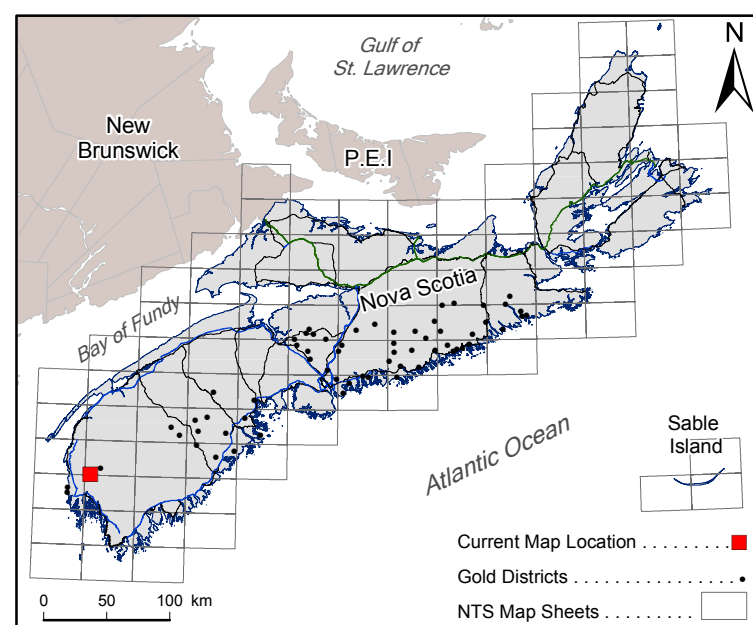 Gulf of
St. Lawrence
N
New
Brunswick
P.E.I
Nova Scotia
Bay of Fundy
Sable
Island
Atlantic Ocean
Current Map Location . . . . . . . . .
Gold Districts . . . . . . . . . . . . . . . .
NTS Map Sheets . . . . . . . . .
0 50 100 km